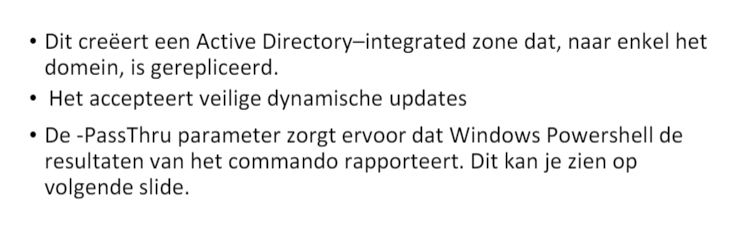 • Dit creëert een Active Directory–integrated zone dat, naar enkel het
domein, is gerepliceerd.
• Het accepteert veilige dynamische updates
• De -PassThru parameter zorgt ervoor dat Windows Powershell de
resultaten van het commando rapporteert. Dit kan je zien op
volgende slide.